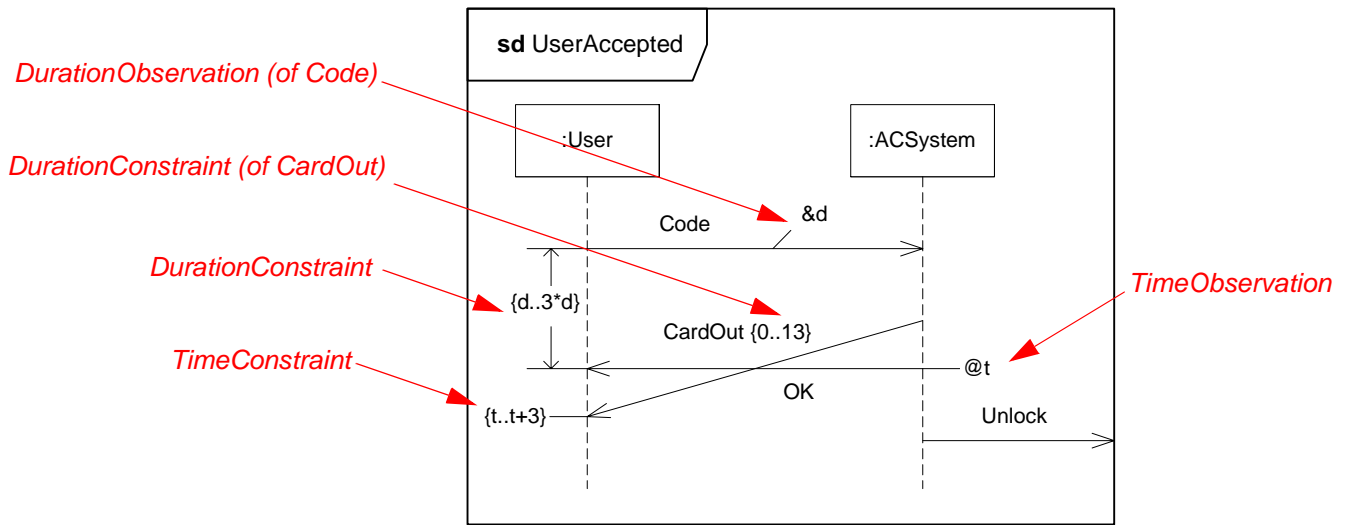 sd UserAccepted
DurationObservation (of Code)
:User
:ACSystem
DurationConstraint (of CardOut)
&d
Code
DurationConstraint
TimeObservation
{d..3*d}
CardOut {0..13}
TimeConstraint
@t
OK
{t..t+3}
Unlock